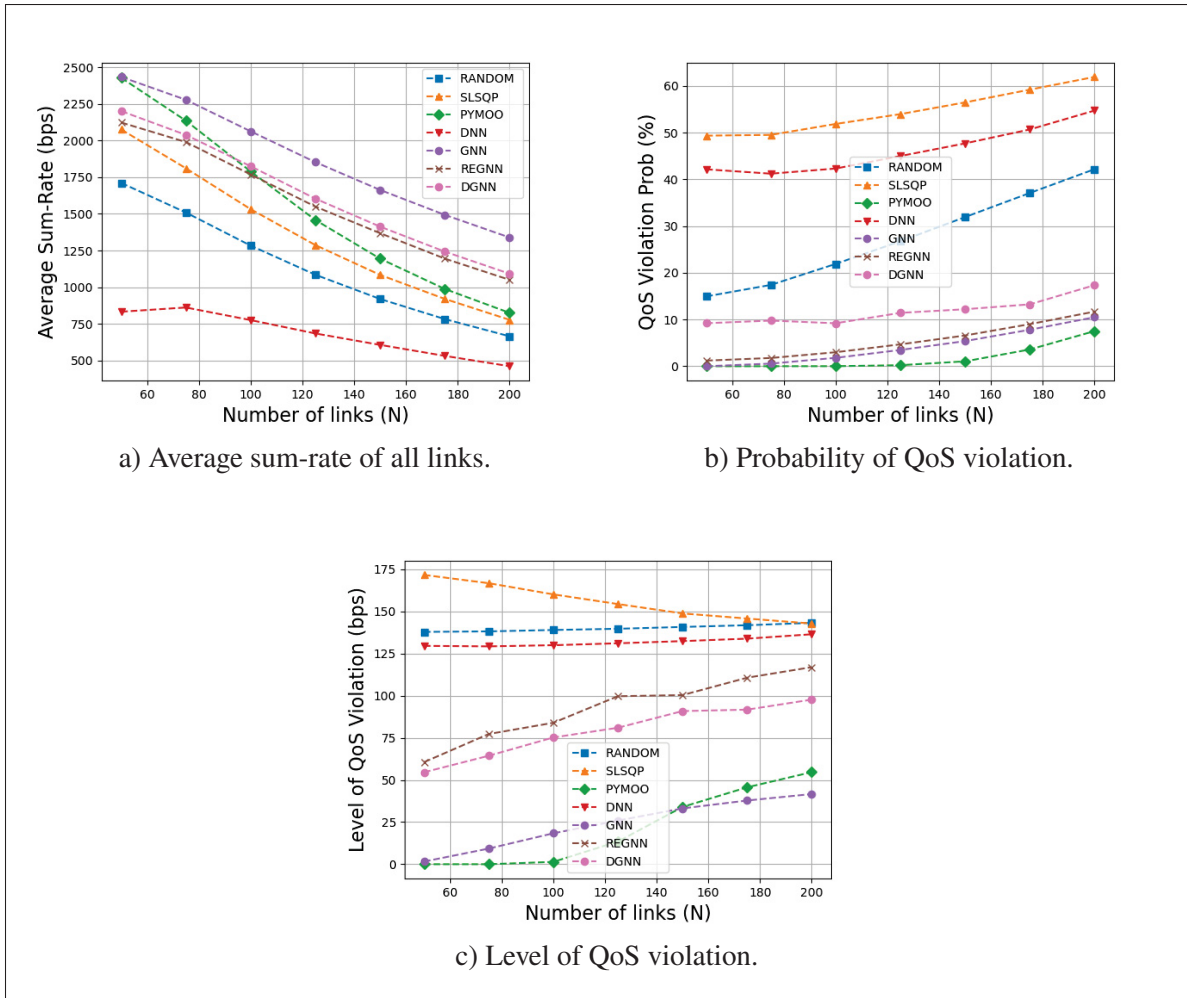 2500
2250
2000
1750
1500
1250
1000
750
500
Average Sum-Rate (bps)
RANDOM
SLSQP
PYMOO
DNN
GNN
REGNN
DGNN
60 80 100 120 140 160 180 200
Number of links (N)
a) Average sum-rate of all links.
60
50
40
30
20
10
0
QoS Violation Prob (%)
RANDOM
SLSQP
PYMOO
DNN
GNN
REGNN
DGNN
60 80 100 120 140 160 180 200
Number of links (N)
b) Probability of QoS violation.
175
150
125
100
75
50
25
0
Level of QoS Violation (bps)
RANDOM
SLSQP
PYMOO
DNN
GNN
REGNN
DGNN
60 80 100 120 140 160 180 200
Number of links (N)
c) Level of QoS violation.